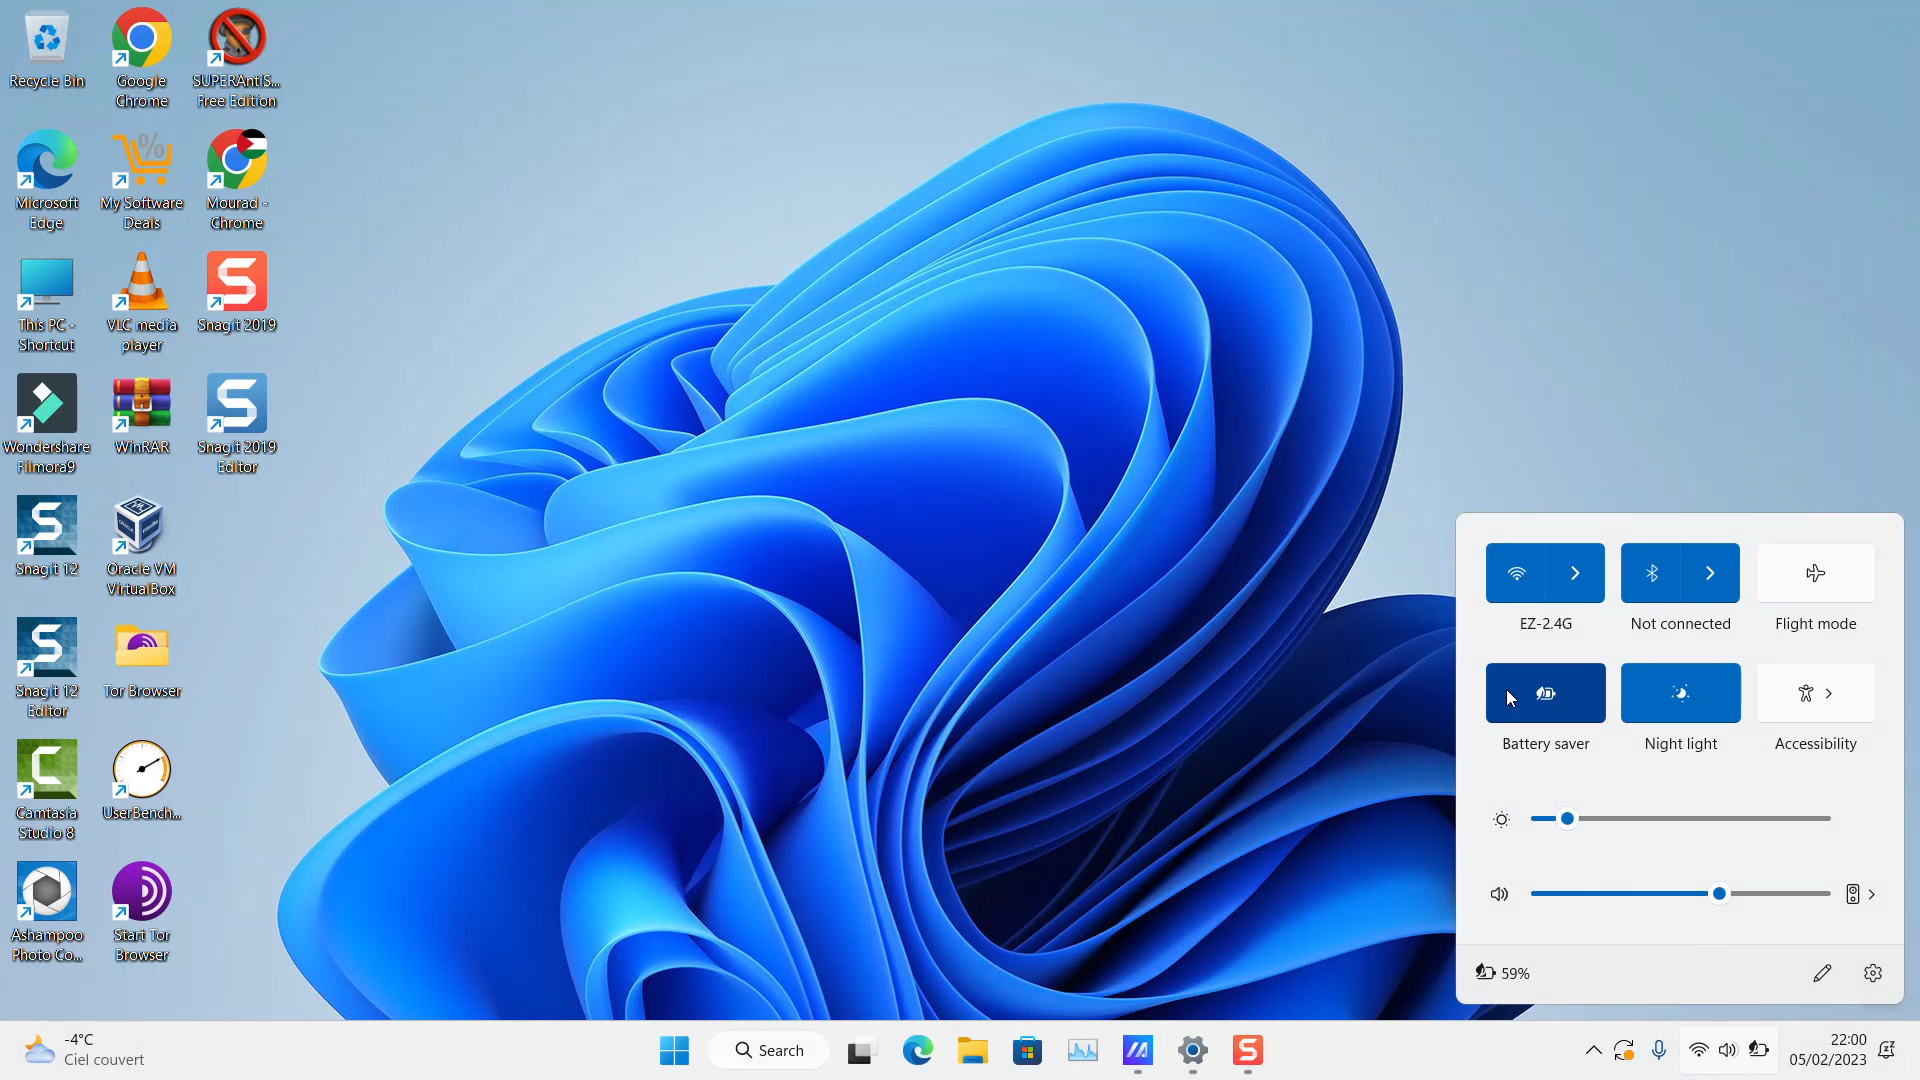 Recycle Bin
Google
Chrome
SUPERAntiS...
Free Edition
Microsoft
Edge
My Software
Deals
Mourad -
Chrome
This PC -
Shortcut
VLC media
player
Snagit 2019
Wondershare
Filmora9
WinRAR
Snagit 2019
Editor
Snagit 12
Oracle VM
VirtualBox
Snagit 12
Editor
Tor Browser
Camtasia
Studio 8
UserBench...
Ashampoo
Photo Co...
Start Tor
Browser
EZ-2.4G
Not connected
Flight mode
Battery saver
Night light
Accessibility
59%
-4°C
Ciel couvert
Search
22:00
05/02/2023